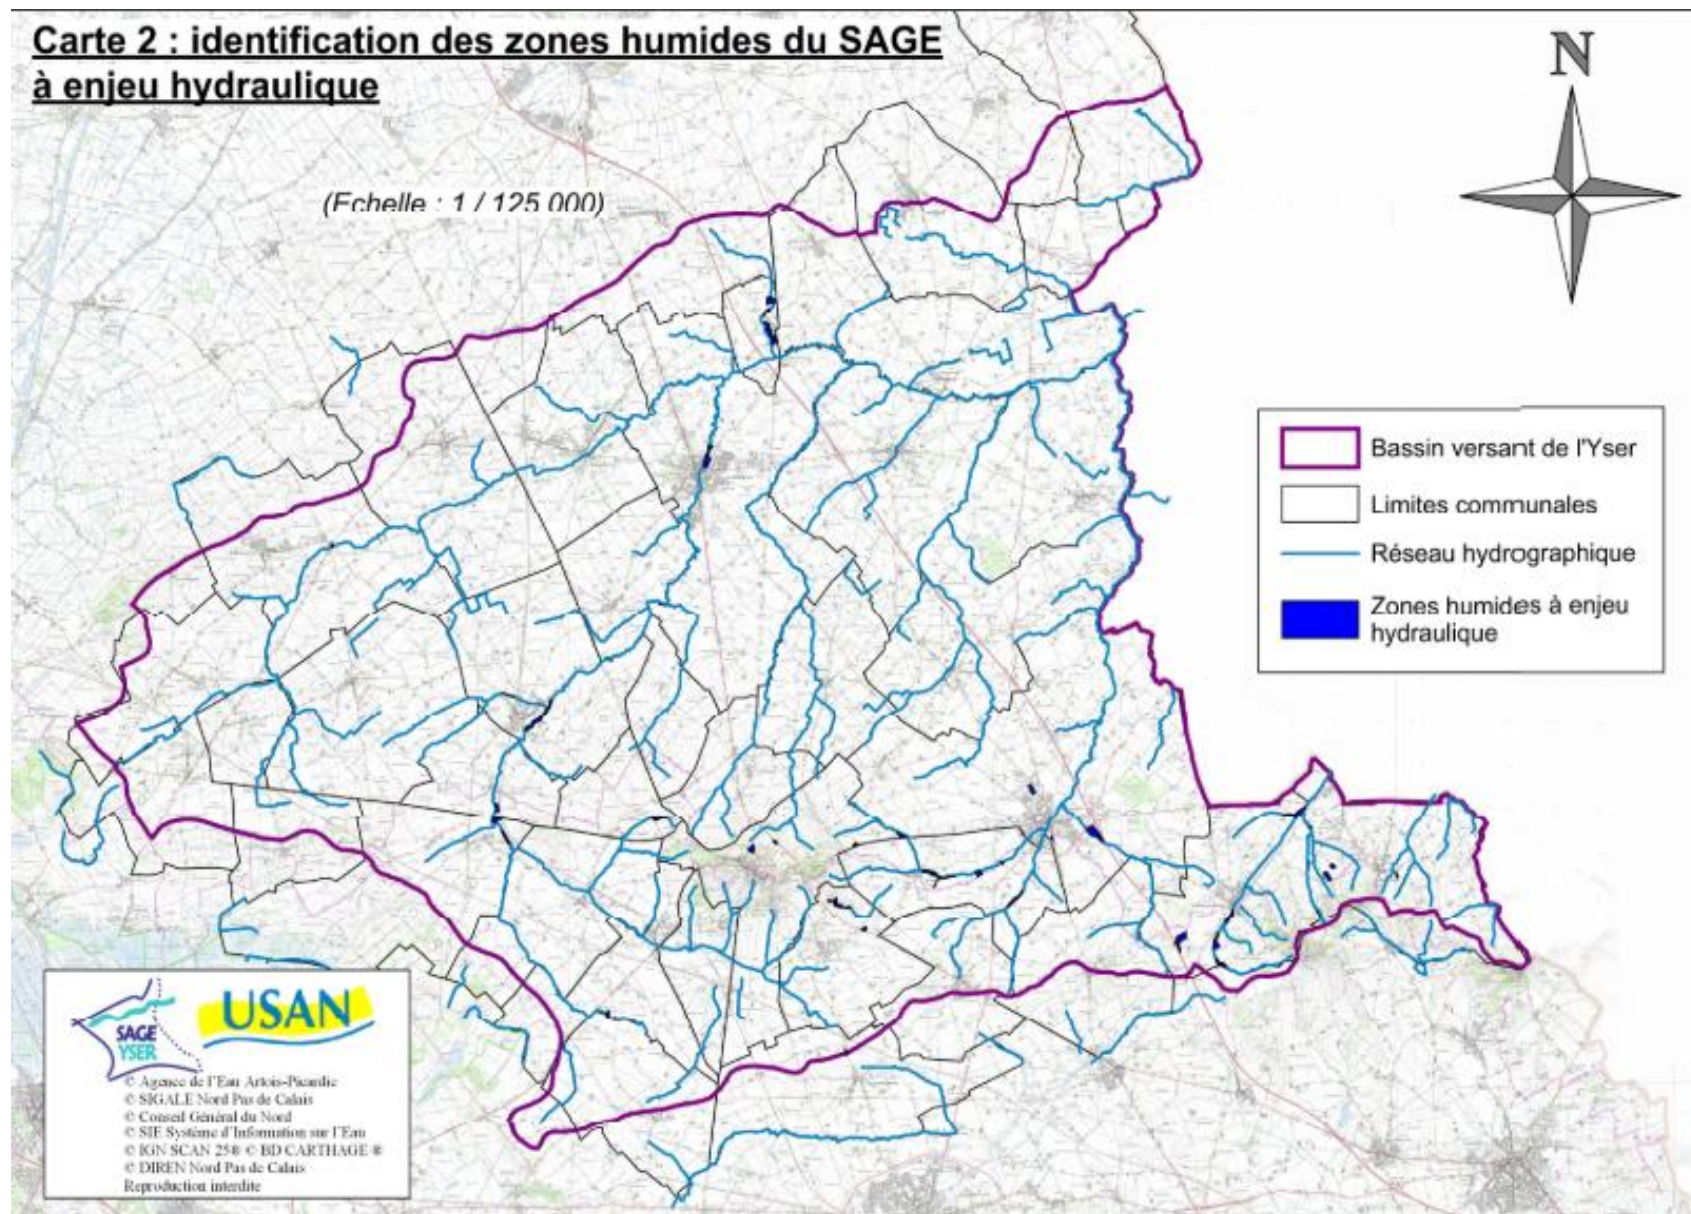 Carte 2 : identification des zones humides du SAGE
à enjeu hydraulique
(Echelle : 1 / 125 000)
N
Bassin versant de l'Yser
Limites communales
Réseau hydrographique
Zones humides à enjeu
hydraulique
SAGE
YSER
USAN
© Agence de l'Eau Artois-Picardie
© SIGALE Nord Pas de Calais
© Conseil Général du Nord
© SIE Système d'Information sur l'Eau
© IGN SCAN 25® © BD CARTHAGE ®
© DIREN Nord Pas de Calais
Reproduction interdite